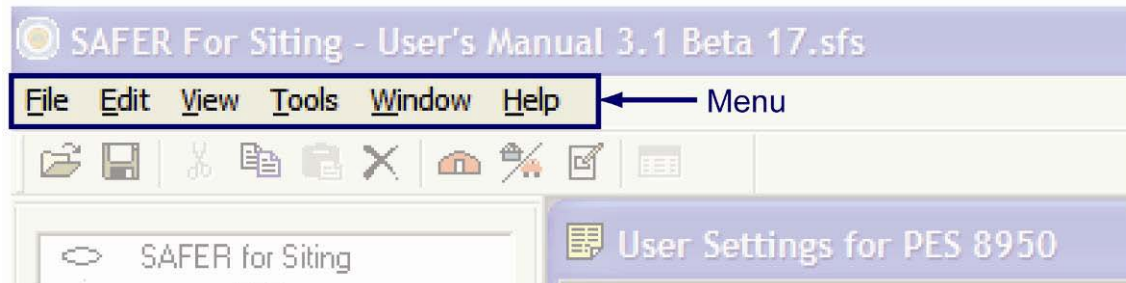 SAFER For Siting - User's Manual 3.1 Beta 17.sfs
File Edit View Tools Window Help Menu
User Settings for PES 8950
SAFER for Siting